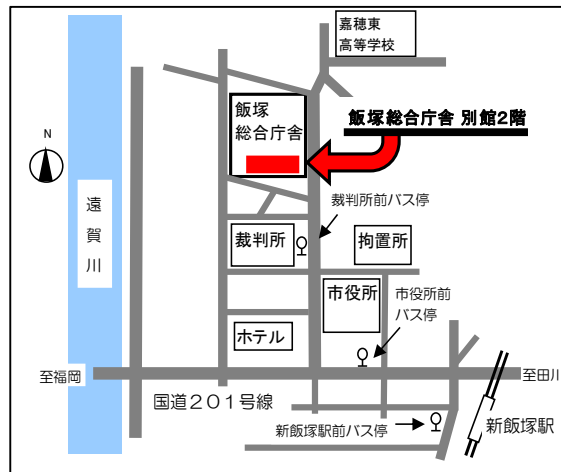 嘉穂東
高等学校
飯塚
総合庁舎
飯塚総合庁舎 別館2階
N
遠
賀
川
裁判所前バス停
裁判所
拘置所
市役所
市役所前
バス停
ホテル
至福岡
至田川
国道201号線
新飯塚駅前バス停
新飯塚駅